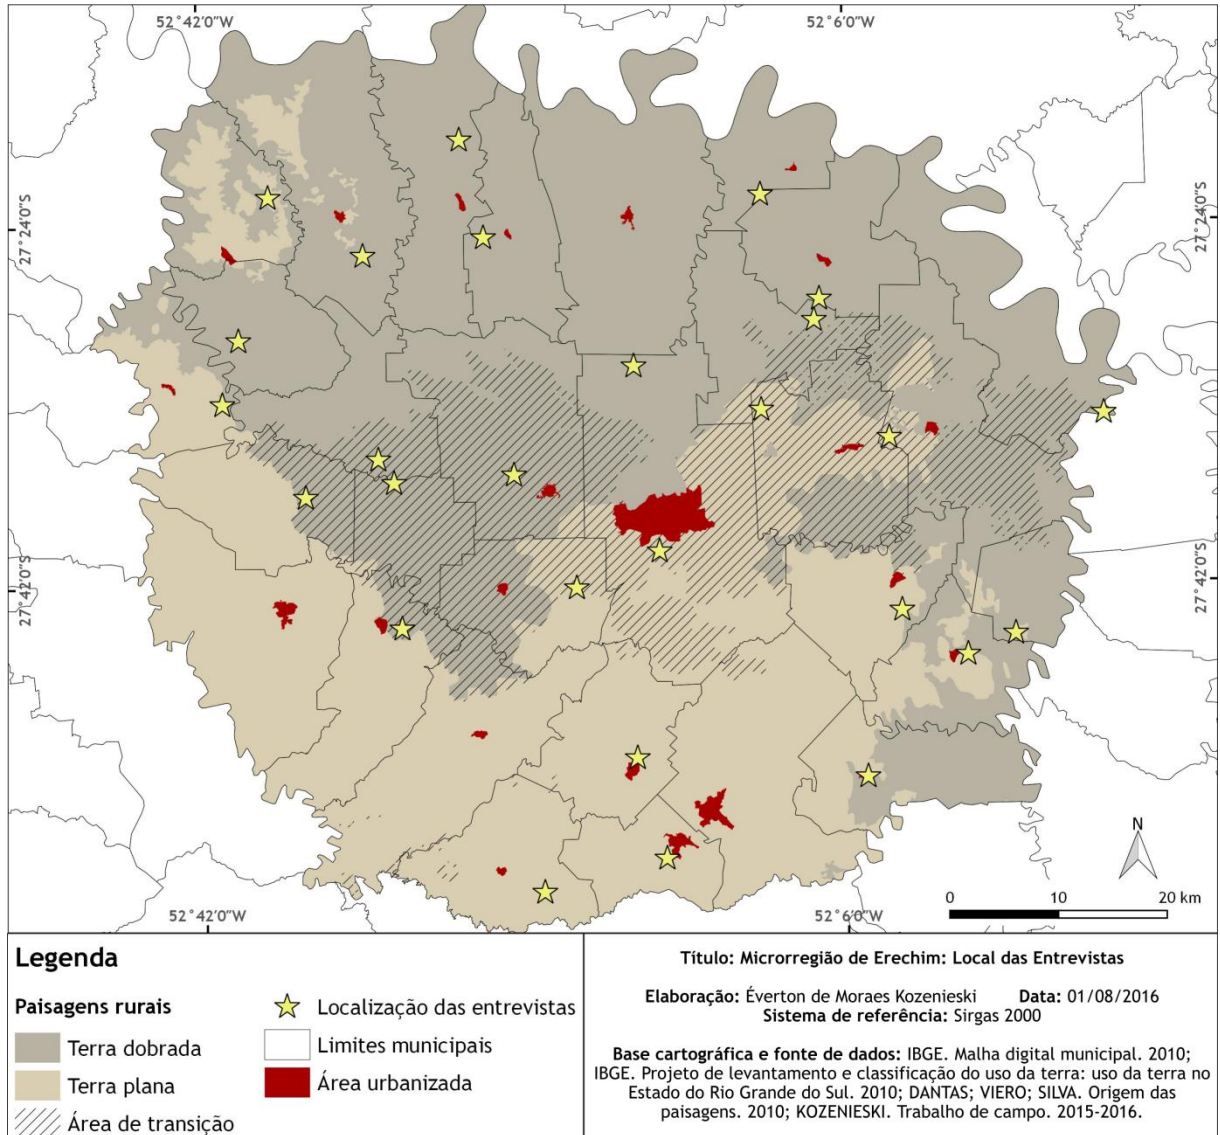 52°42'0"W
52°6'0"W
27°24'0"S
27°24'0"S
27°42'0"S
27°42'0"S
N
0
10
20 km
52°42'0"W
52°6'0"W
Legenda
Paisagens rurais
Terra dobrada
Terra plana
Área de transição
Localização das entrevistas
Limites municipais
Área urbanizada
Título: Microrregião de Erechim: Local das Entrevistas
Elaboração: Éverton de Moraes Kozenieski Data: 01/08/2016
Sistema de referência: Sirgas 2000
Base cartográfica e fonte de dados: IBGE. Malha digital municipal. 2010;
IBGE. Projeto de levantamento e classificação do uso da terra: uso da terra no
Estado do Rio Grande do Sul. 2010; DANTAS; VIERO; SILVA. Origem das
paisagens. 2010; KOZENIESKI. Trabalho de campo. 2015-2016.